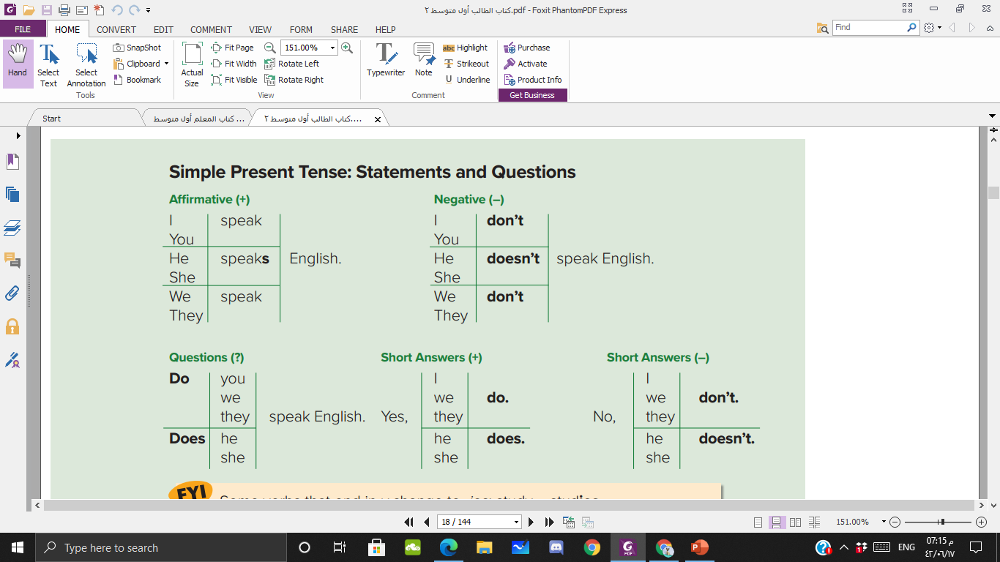 كتاب الطالب أول متوسط ٢.pdf - Foxit PhantomPDF Express
FILE HOME CONVERT EDIT COMMENT VIEW FORM SHARE HELP
Find
Hand
Select Text
Select Annotation
SnapShot
Clipboard
Bookmark
Tools
Actual Size
Fit Page
Fit Width
Fit Visible
151.00%
Rotate Left
Rotate Right
View
Typewriter
Note
abc Highlight
T Strikeout
U Underline
Comment
Purchase
Activate
Product Info
Get Business
Start
كتاب المعلم أول متوسط ...
كتاب الطالب أول متوسط ٢....
Simple Present Tense: Statements and Questions
Affirmative (+) Negative (–)
I speak I don't
You You
He speaks English. He doesn't speak English.
She She
We speak We don't
They They
Questions (?) Short Answers (+) Short Answers (–)
Do you I I
we we do. we don't.
they speak English. Yes, they No, they
Does he he does. he doesn't.
she she she
FYI
18 / 144
151.00%
Type here to search
PDF
ENG
07:15 م
٤٢/٠٦/١٧